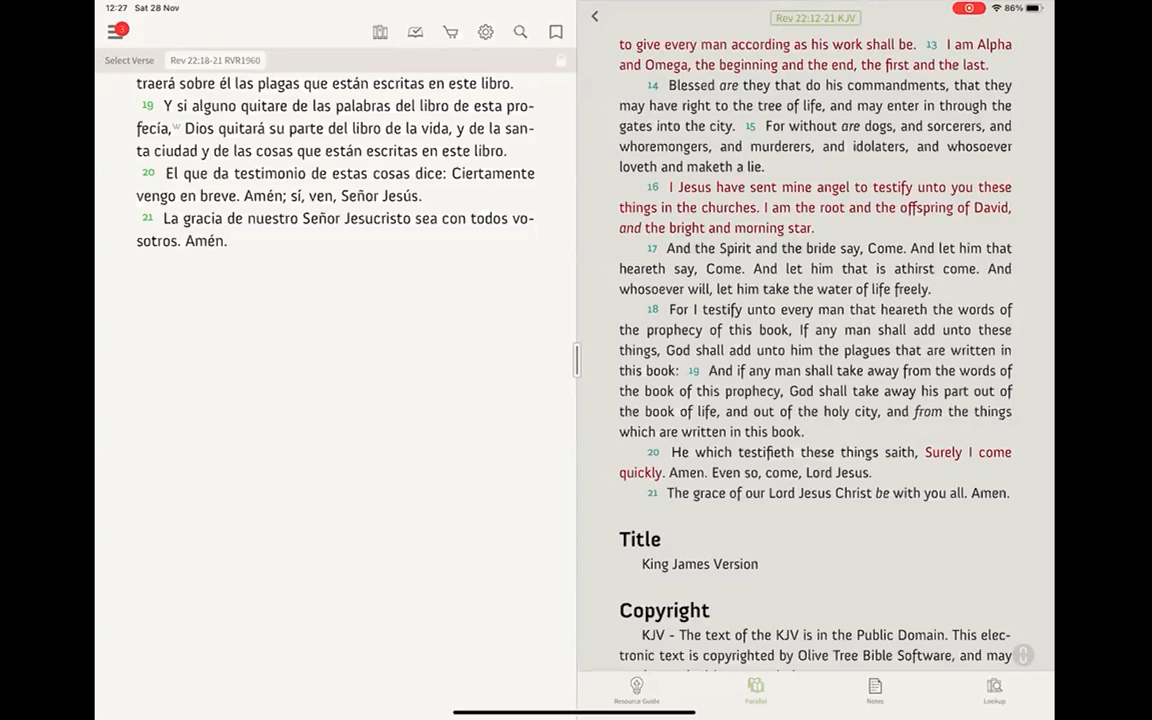 12:27 Sat 28 Nov
3
Select Verse Rev 22:18-21 RVR1960
traerá sobre él las plagas que están escritas en este libro.
19 Y si alguno quitare de las palabras del libro de esta pro-
fecía,w Dios quitará su parte del libro de la vida, y de la san-
ta ciudad y de las cosas que están escritas en este libro.
20 El que da testimonio de estas cosas dice: Ciertamente
vengo en breve. Amén; sí, ven, Señor Jesús.
21 La gracia de nuestro Señor Jesucristo sea con todos vo-
sotros. Amén.
86%
Rev 22:12-21 KJV
to give every man according as his work shall be. 13 I am Alpha
and Omega, the beginning and the end, the first and the last.
14 Blessed are they that do his commandments, that they
may have right to the tree of life, and may enter in through the
gates into the city. 15 For without are dogs, and sorcerers, and
whoremongers, and murderers, and idolaters, and whosoever
loveth and maketh a lie.
16 I Jesus have sent mine angel to testify unto you these
things in the churches. I am the root and the offspring of David,
and the bright and morning star.
17 And the Spirit and the bride say, Come. And let him that
heareth say, Come. And let him that is athirst come. And
whosoever will, let him take the water of life freely.
18 For I testify unto every man that heareth the words of
the prophecy of this book, If any man shall add unto these
things, God shall add unto him the plagues that are written in
this book: 19 And if any man shall take away from the words of
the book of this prophecy, God shall take away his part out of
the book of life, and out of the holy city, and from the things
which are written in this book.
20 He which testifieth these things saith, Surely I come
quickly. Amen. Even so, come, Lord Jesus.
21 The grace of our Lord Jesus Christ be with you all. Amen.
Title
King James Version
Copyright
KJV - The text of the KJV is in the Public Domain. This elec-
tronic text is copyrighted by Olive Tree Bible Software, and may
Resource Guide Parallel Notes Lookup